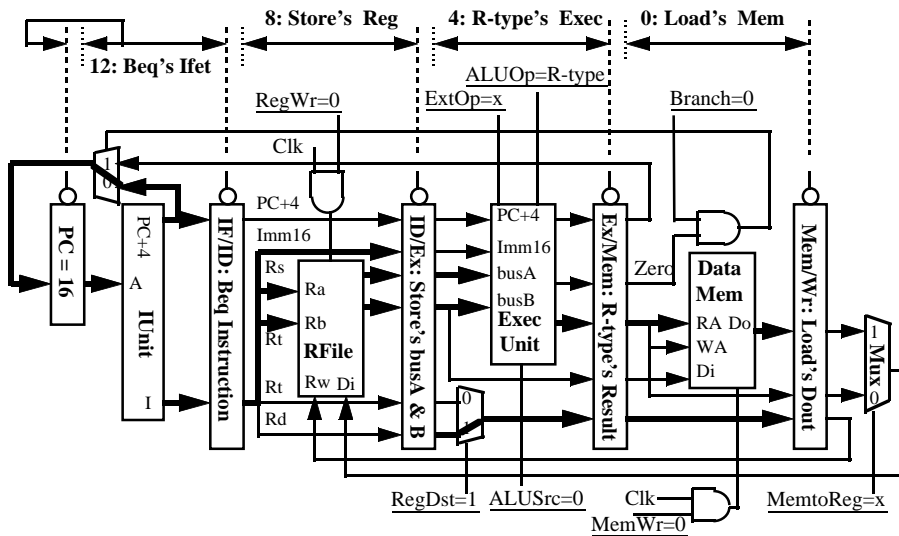 8: Store's Reg
4: R-type's Exec
0: Load's Mem
12: Beq's Ifet
ALUOp=R-type
RegWr=0
ExtOp=x
Branch=0
Clk
1
0
PC+4
PC+4
PC+4
Imm16
Imm16
Rs
busA
Zero
Data
Mem
PC = 16
A
IUnit
I
IF/ID: Beq Instruction
Ra
Rb
Rt
RFile
Rw
Di
Rt
Rd
ID/Ex: Store's busA & B
busB
Exec
Unit
Ex/Mem: R-type's Result
RA
Do
WA
Di
Mem/Wr: Load's Dout
1
Mux
0
0
1
RegDst=1
ALUSrc=0
Clk
MemWr=0
MemtoReg=x